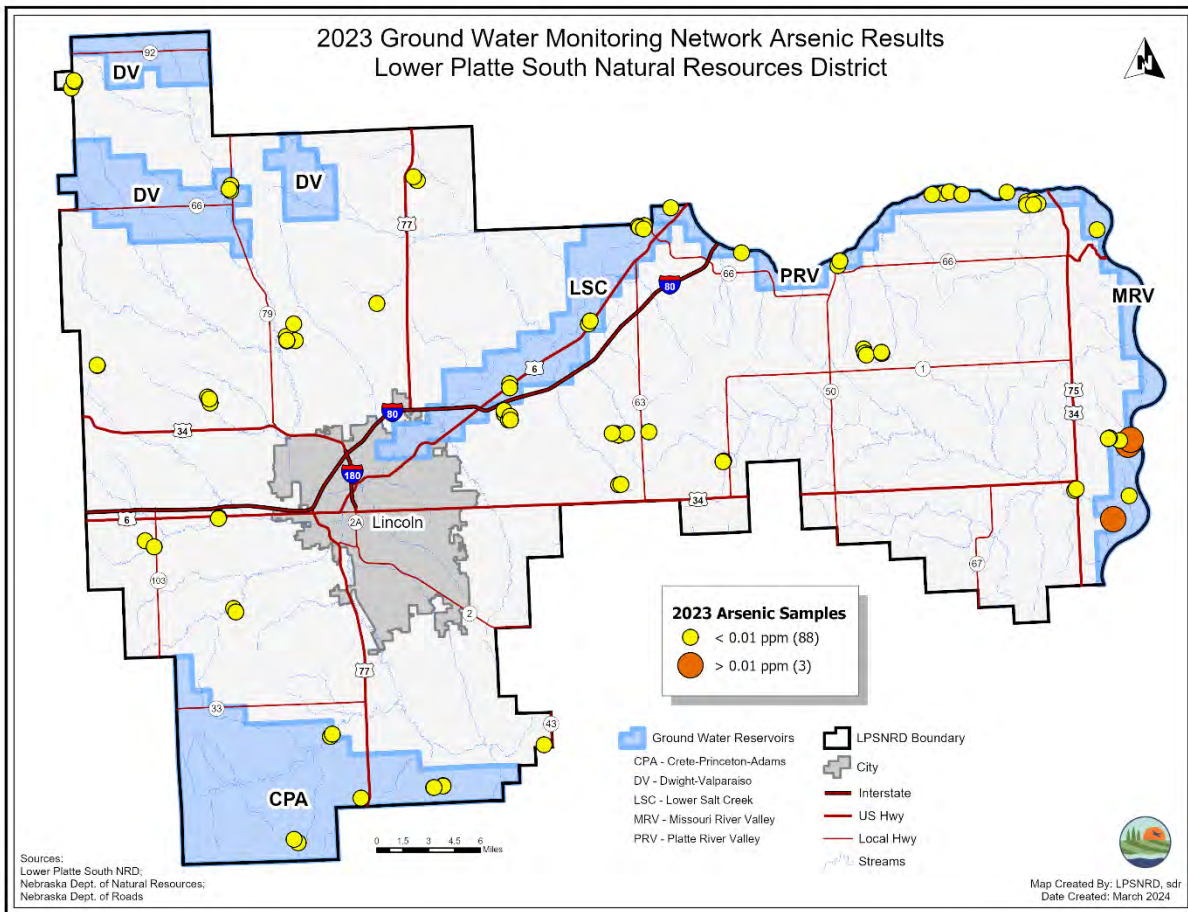 2023 Ground Water Monitoring Network Arsenic Results
Lower Platte South Natural Resources District
N
92
DV
DV
DV
66
77
79
LSC
80
66
PRV
66
MRV
6
63
50
1
75
34
34
80
180
6
2A
Lincoln
34
103
2
67
77
33
43
CPA
2023 Arsenic Samples
< 0.01 ppm (88)
> 0.01 ppm (3)
Ground Water Reservoirs
CPA - Crete-Princeton-Adams
DV - Dwight-Valparaiso
LSC - Lower Salt Creek
MRV - Missouri River Valley
PRV - Platte River Valley
LPSNRD Boundary
City
Interstate
US Hwy
Local Hwy
Streams
0 1.5 3 4.5 6
Miles
Sources:
Lower Platte South NRD;
Nebraska Dept. of Natural Resources;
Nebraska Dept. of Roads
Map Created By: LPSNRD, sdr
Date Created: March 2024